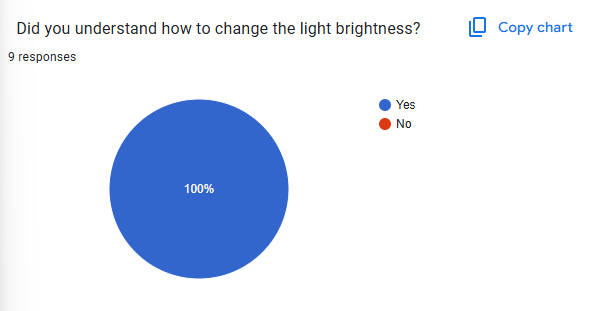 Did you understand how to change the light brightness?
Copy chart
9 responses
Yes
No
100%